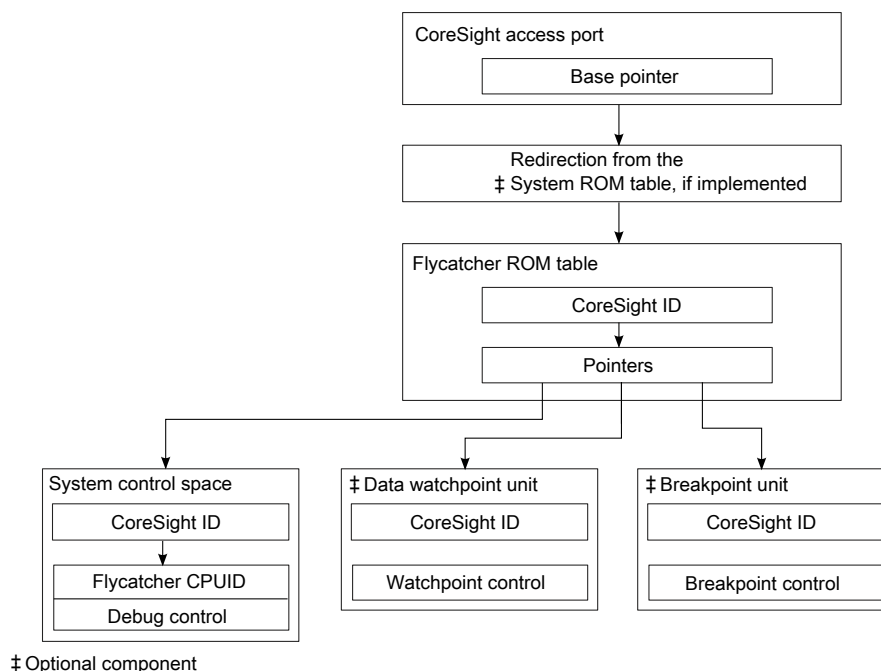 CoreSight access port
Base pointer
Redirection from the
‡ System ROM table, if implemented
Flycatcher ROM table
CoreSight ID
Pointers
System control space
CoreSight ID
Flycatcher CPUID
Debug control
‡ Data watchpoint unit
CoreSight ID
Watchpoint control
‡ Breakpoint unit
CoreSight ID
Breakpoint control
‡ Optional component